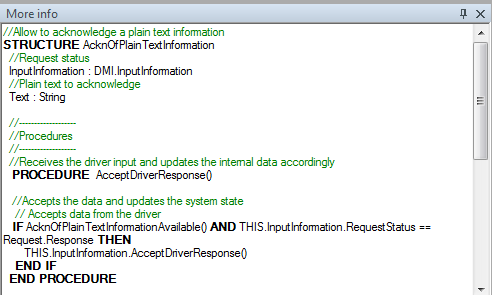 More info
//Allow to acknowledge a plain text information
STRUCTURE AcknOfPlainTextInformation
//Request status
InputInformation : DMI.InputInformation
//Plain text to acknowledge
Text : String
//-------------------
//Procedures
//-------------------
//Receives the driver input and updates the internal data accordingly
PROCEDURE AcceptDriverResponse()
//Accepts the data and updates the system state
// Accepts data from the driver
IF AcknOfPlainTextInformationAvailable() AND THIS.InputInformation.RequestStatus ==
Request.Response THEN
THIS.InputInformation.AcceptDriverResponse()
END IF
END PROCEDURE